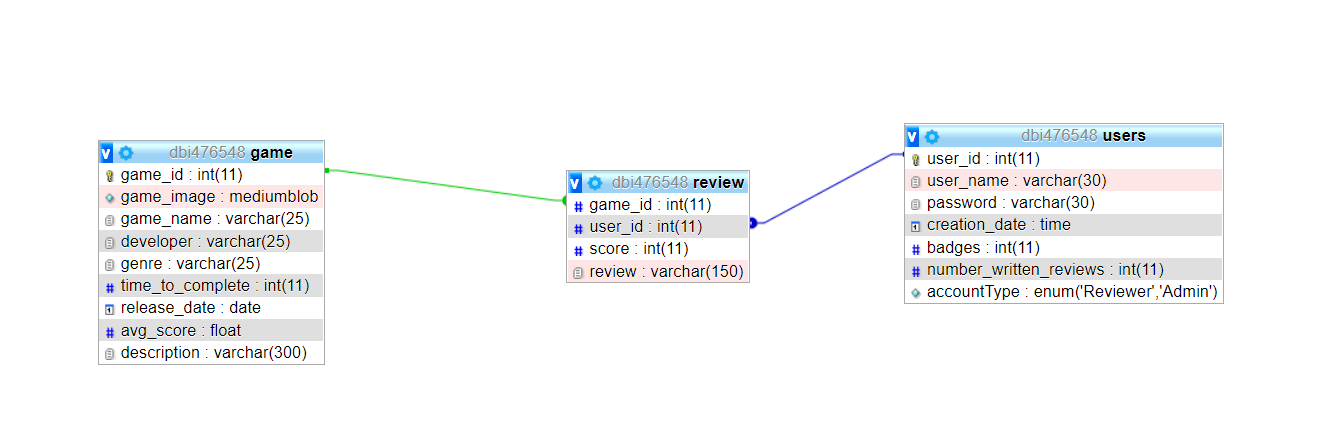 dbi476548 game
game_id : int(11)
game_image : mediumblob
game_name : varchar(25)
developer : varchar(25)
genre : varchar(25)
time_to_complete : int(11)
release_date : date
avg_score : float
description : varchar(300)
dbi476548 review
game_id : int(11)
user_id : int(11)
score : int(11)
review : varchar(150)
dbi476548 users
user_id : int(11)
user_name : varchar(30)
password : varchar(30)
creation_date : time
badges : int(11)
number_written_reviews : int(11)
accountType : enum('Reviewer','Admin')